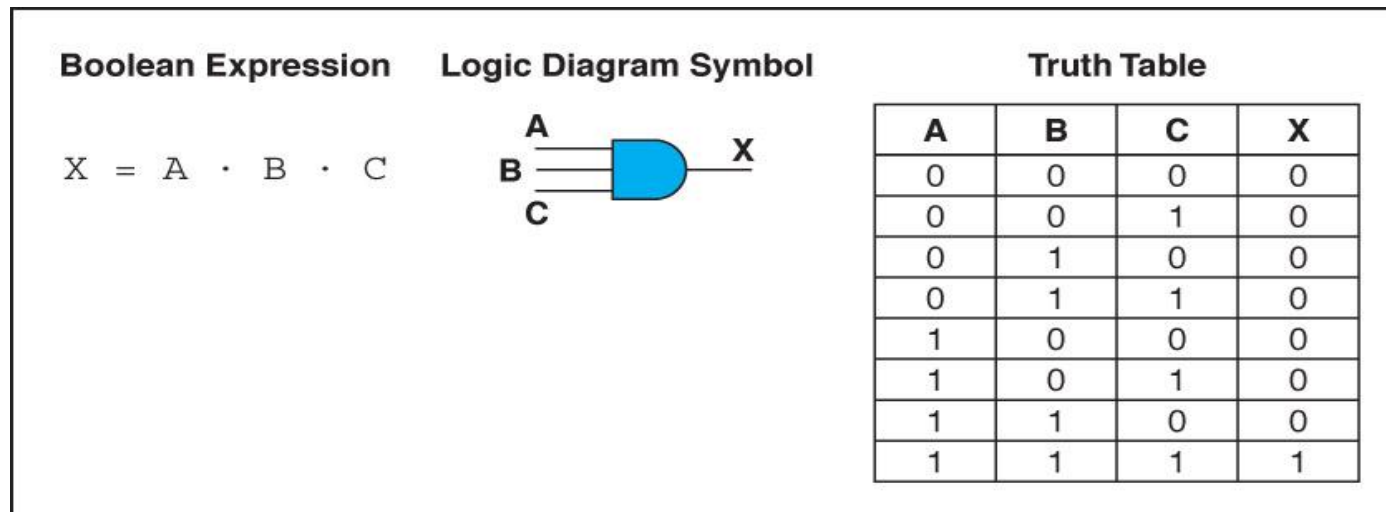 Boolean Expression Logic Diagram Symbol Truth Table
X = A · B · C
A
B
C
X
A B C X
0 0 0 0
0 0 1 0
0 1 0 0
0 1 1 0
1 0 0 0
1 0 1 0
1 1 0 0
1 1 1 1